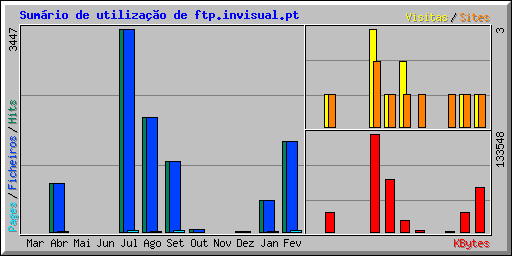 Sumário de utilização de ftp.invisual.pt
Visitas/Sites
3447
3
Pages/Ficheiros/Hits
133548
Mar Abr Mai Jun Jul Ago Set Out Nov Dez Jan Fev
KBytes